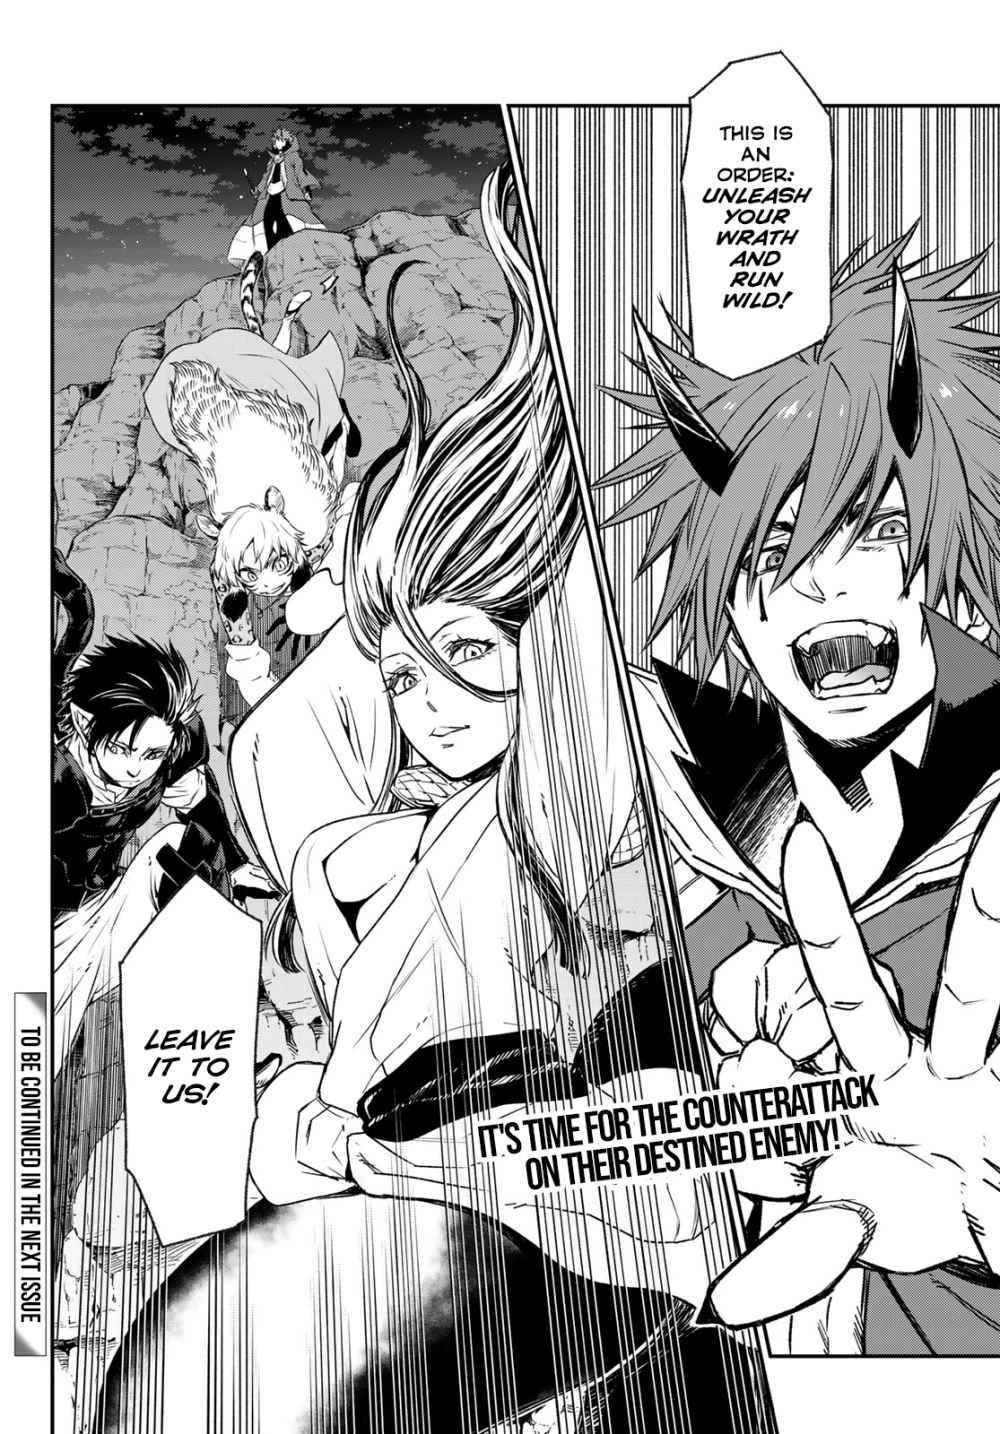 THIS IS
AN
ORDER:
UNLEASH
YOUR
WRATH
AND
RUN
WILD!
LEAVE
IT TO
US!
IT'S TIME FOR THE COUNTERATTACK
ON THEIR DESTINED ENEMY!
TO BE CONTINUED IN THE NEXT ISSUE